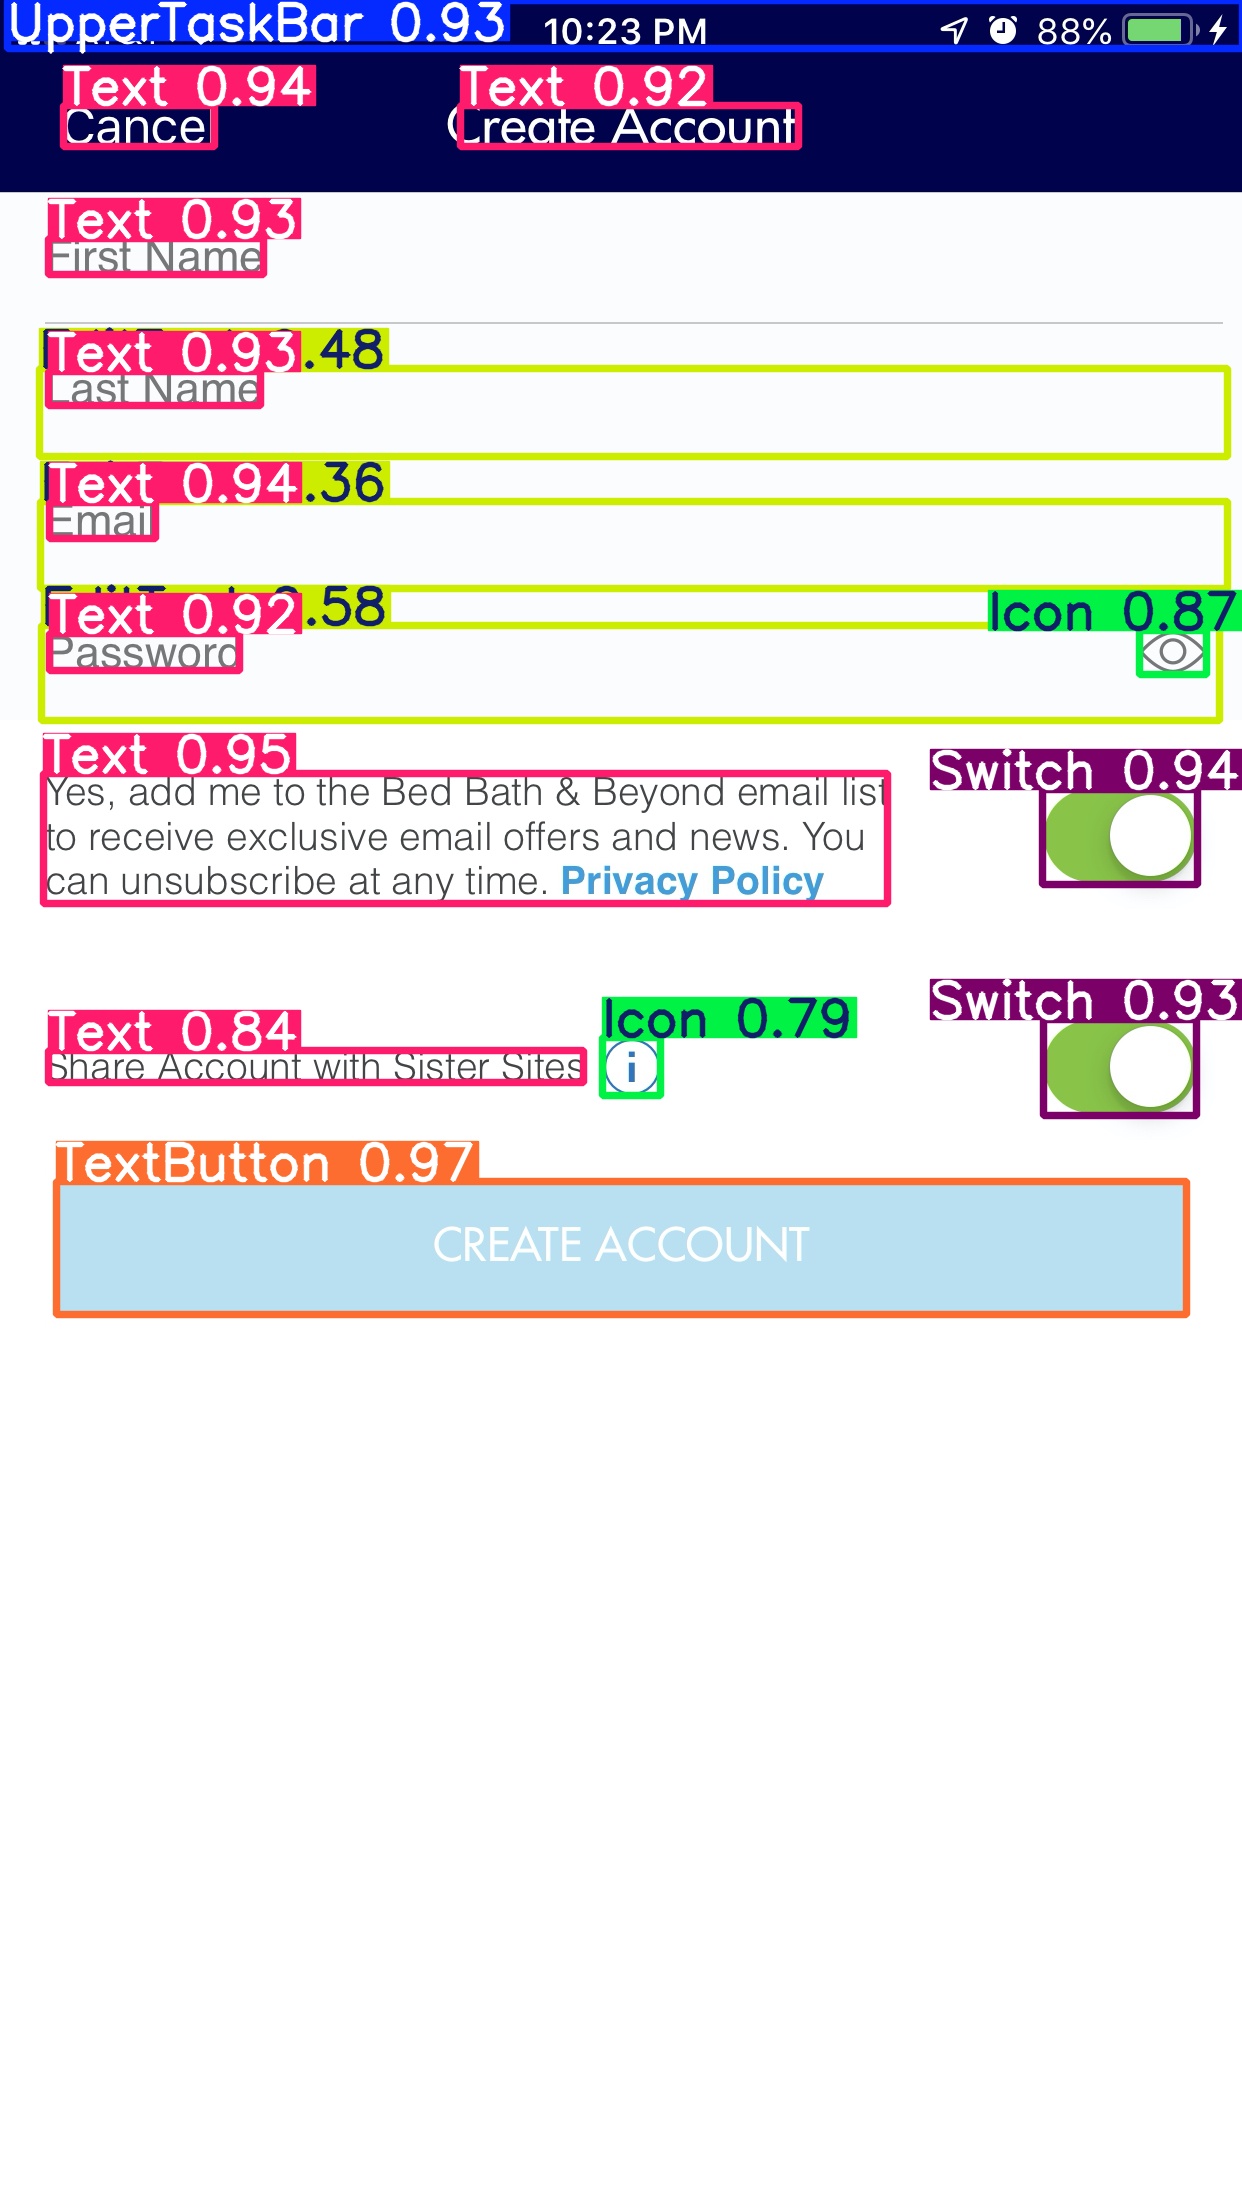 UpperTaskBar 0.93
10:23 PM
88%
Text 0.94
Text 0.92
Cancel
Create Account
Text 0.93
First Name
Text 0.93
.48
Last Name
Text 0.94
.36
Email
Text 0.92
.58
Icon 0.87
Password
Text 0.95
Switch 0.94
Yes, add me to the Bed Bath & Beyond email list
to receive exclusive email offers and news. You
can unsubscribe at any time. Privacy Policy
Switch 0.93
Icon 0.79
Text 0.84
Share Account with Sister Sites
i
TextButton 0.97
CREATE ACCOUNT